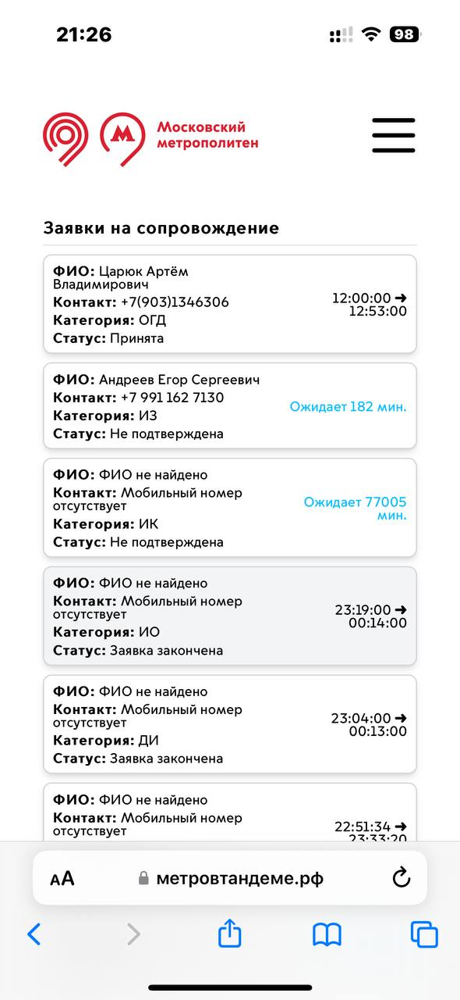 21:26
98
Московский
метрополитен
Заявки на сопровождение
ФИО: Царюк Артём
Владимирович
Контакт: +7(903)1346306
Категория: ОГД
Статус: Принята
12:00:00 ➜
12:53:00
ФИО: Андреев Егор Сергеевич
Контакт: +7 991 162 7130
Категория: ИЗ
Статус: Не подтверждена
Ожидает 182 мин.
ФИО: ФИО не найдено
Контакт: Мобильный номер
отсутствует
Категория: ИК
Статус: Не подтверждена
Ожидает 77005
мин.
ФИО: ФИО не найдено
Контакт: Мобильный номер
отсутствует
Категория: ИО
Статус: Заявка закончена
23:19:00 ➜
00:14:00
ФИО: ФИО не найдено
Контакт: Мобильный номер
отсутствует
Категория: ДИ
Статус: Заявка закончена
23:04:00 ➜
00:13:00
ФИО: ФИО не найдено
Контакт: Мобильный номер
отсутствует
22:51:34 ➜
23:33:20
AA
метровтандеме.рф